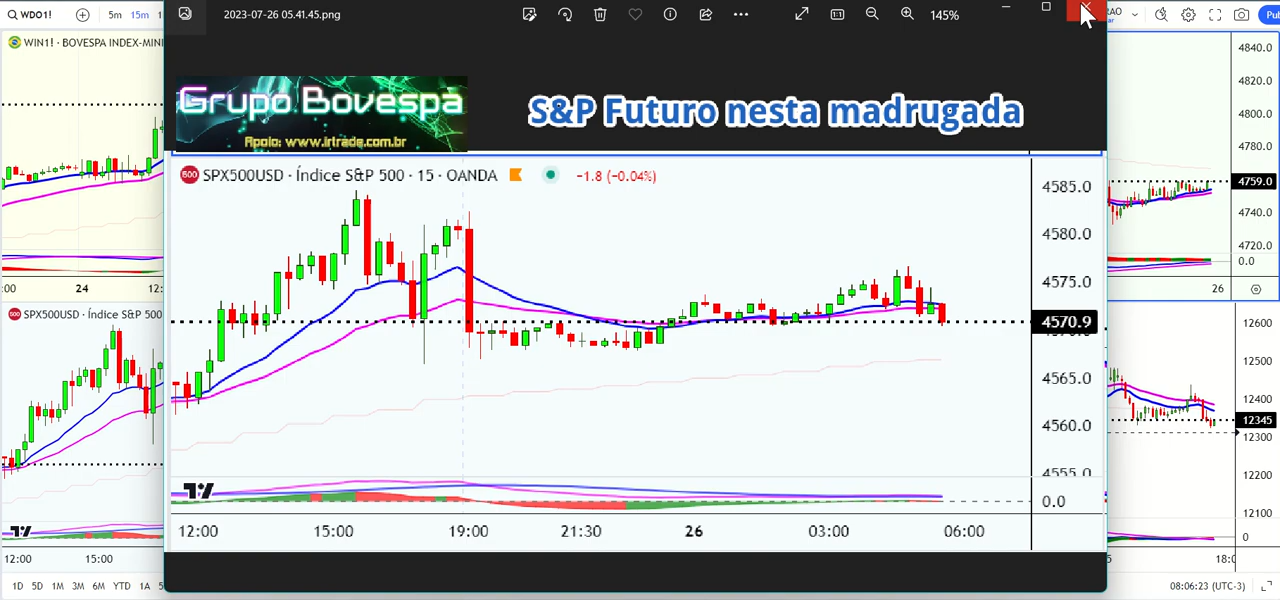 WDO1!
5m
15m
1
2023-07-26 05.41.45.png
145%
WIN1! · BOVESPA INDEX-MINI
Grupo Bovespa
Apoio: www.irtrade.com.br
S&P Futuro nesta madrugada
SPX500USD · Índice S&P 500 · 15 · OANDA
−1.8 (−0.04%)
4585.0
4580.0
4575.0
4570.9
4565.0
4560.0
4555.0
0.0
12:00
15:00
19:00
21:30
26
03:00
06:00
:00
24
12:
SPX500USD · Índice S&P 500
12:00
15:00
1D
5D
1M
3M
6M
YTD
1A
4840.0
4820.0
4800.0
4780.0
4759.0
4740.0
4720.0
0.0
26
12600
12500
12400
12345
12300
12200
12100
0
18:0
08:06:23 (UTC-3)